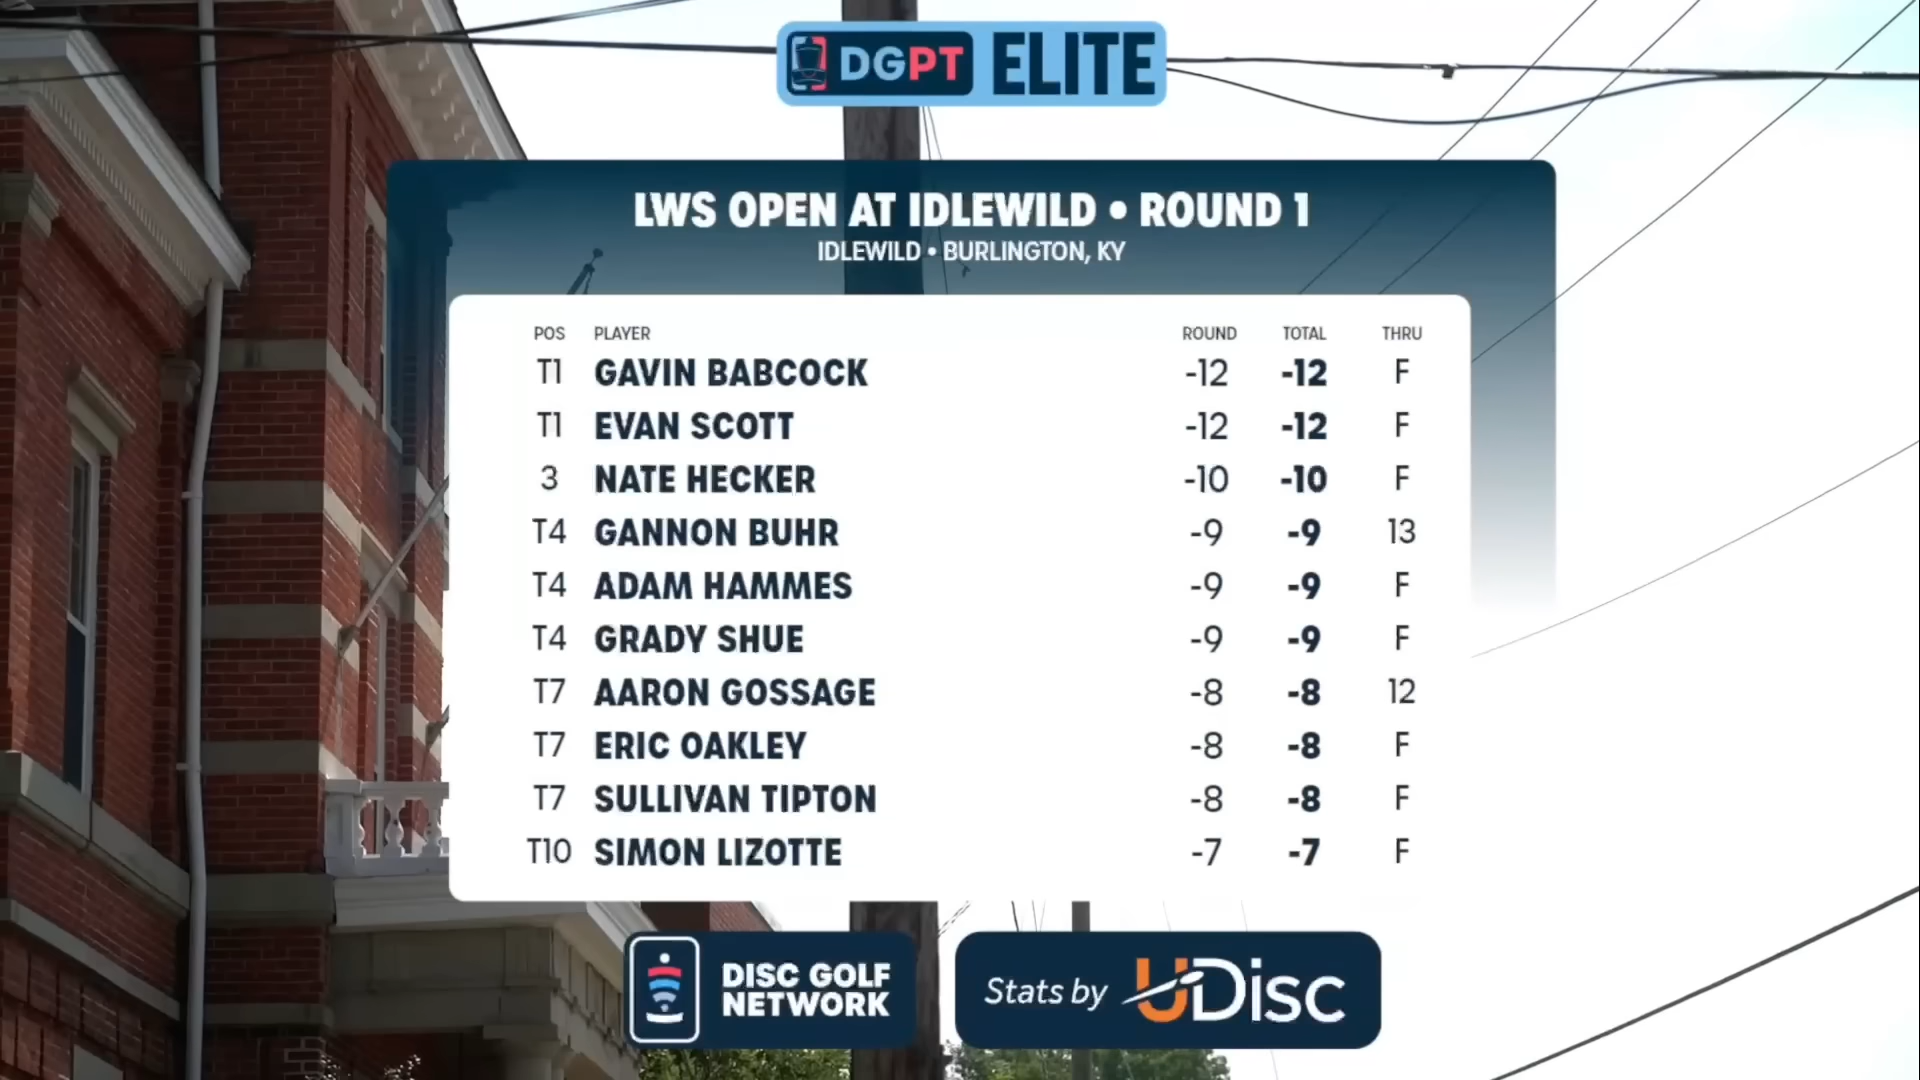 DGPT ELITE
LWS OPEN AT IDLEWILD • ROUND 1
IDLEWILD • BURLINGTON, KY
POS PLAYER ROUND TOTAL THRU
T1 GAVIN BABCOCK -12 -12 F
T1 EVAN SCOTT -12 -12 F
3 NATE HECKER -10 -10 F
T4 GANNON BUHR -9 -9 13
T4 ADAM HAMMES -9 -9 F
T4 GRADY SHUE -9 -9 F
T7 AARON GOSSAGE -8 -8 12
T7 ERIC OAKLEY -8 -8 F
T7 SULLIVAN TIPTON -8 -8 F
T10 SIMON LIZOTTE -7 -7 F
DISC GOLF
NETWORK
Stats by UDisc